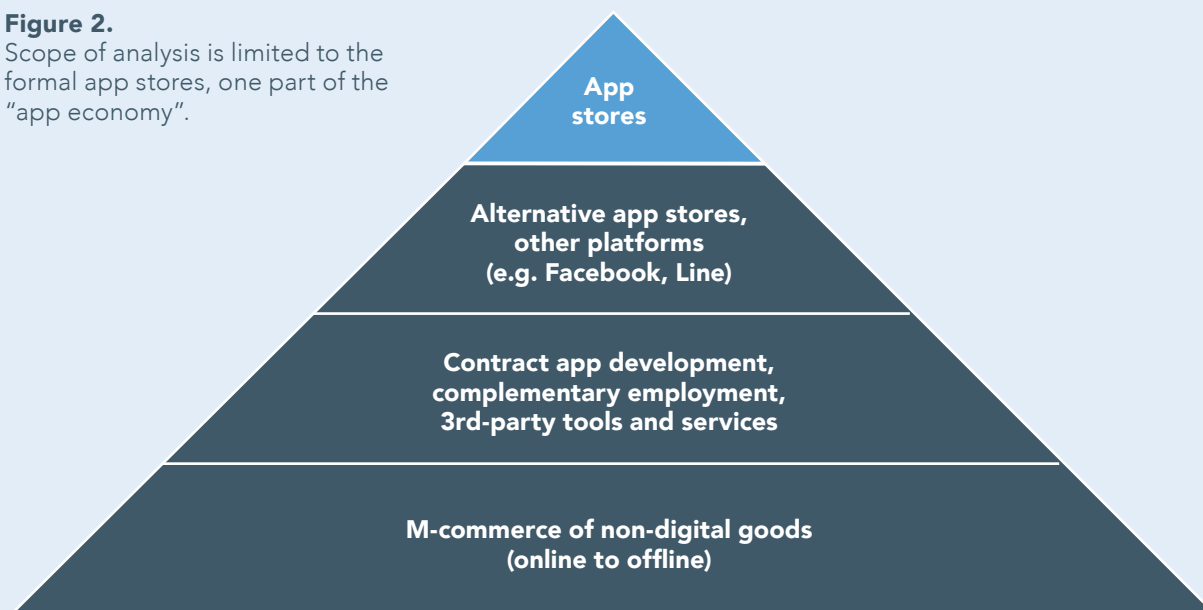 Figure 2.
Scope of analysis is limited to the
formal app stores, one part of the
“app economy”.
App
stores
Alternative app stores,
other platforms
(e.g. Facebook, Line)
Contract app development,
complementary employment,
3rd-party tools and services
M-commerce of non-digital goods
(online to offline)